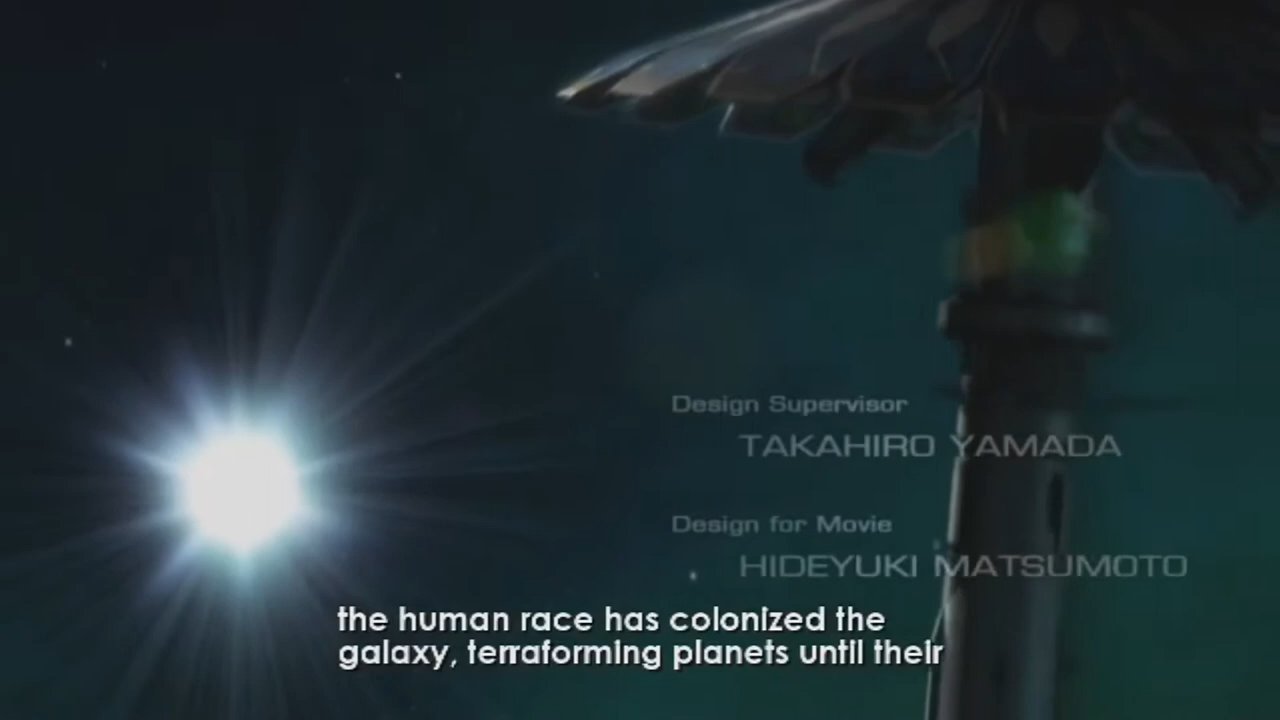 Design Supervisor
TAKAHIRO YAMADA
Design for Movie
HIDEYUKI MATSUMOTO
the human race has colonized the
galaxy, terraforming planets until their